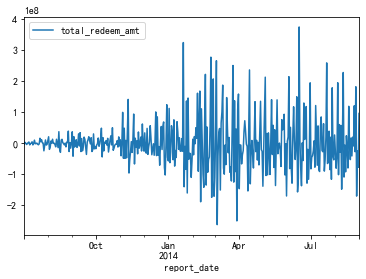 1e8
total_redeem_amt
4
3
2
1
0
−1
−2
Oct Jan Apr Jul
2014
report_date